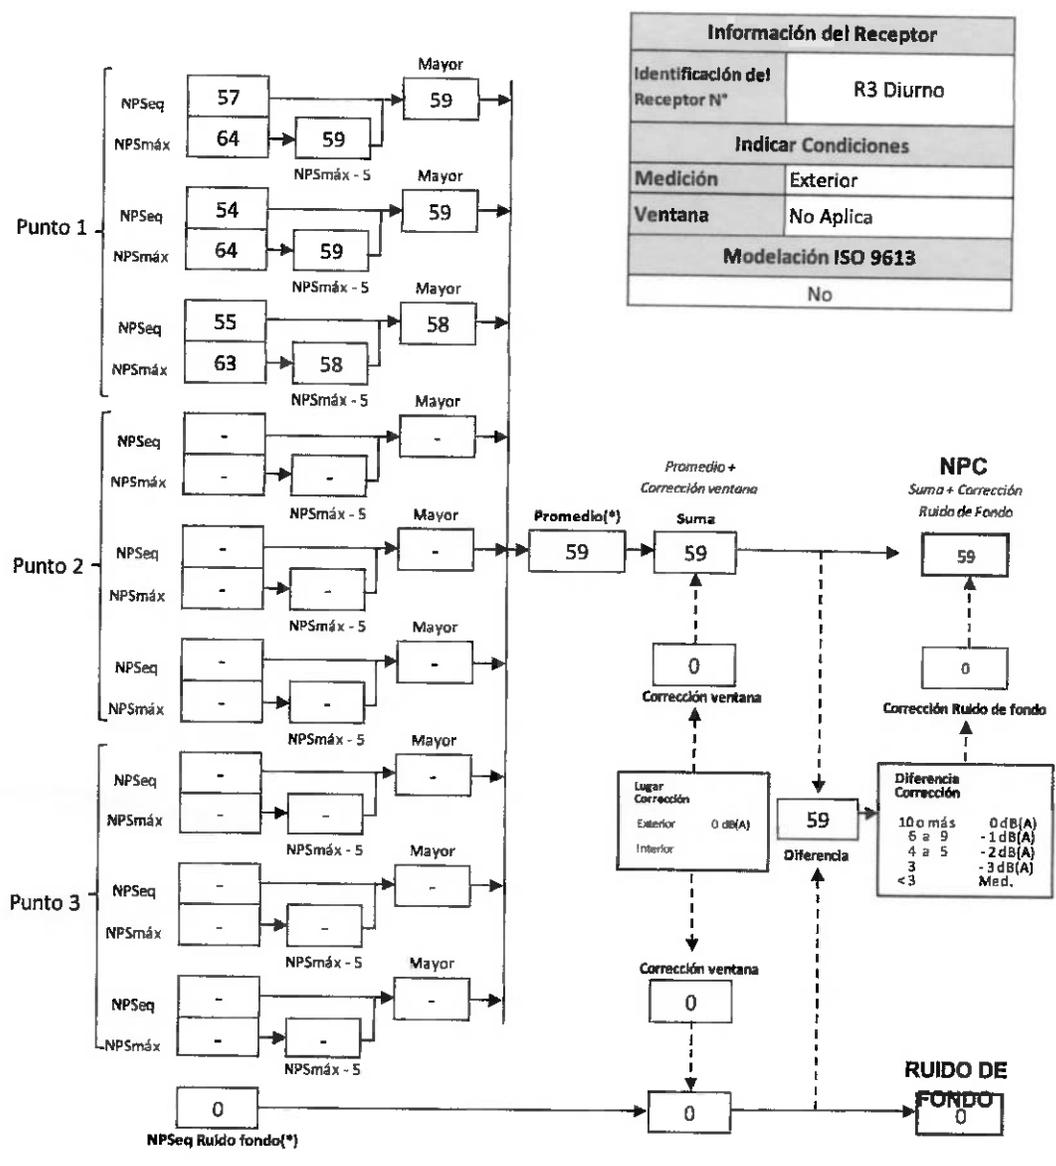 Información del Receptor
Identificación del
Receptor N°
R3 Diurno
Indicar Condiciones
Medición
Exterior
Ventana
No Aplica
Modelación ISO 9613
No
Punto 1
Mayor
NPSeq
57
59
NPSmáx
64
59
NPSmáx - 5
Mayor
NPSeq
54
59
NPSmáx
64
59
NPSmáx - 5
Mayor
NPSeq
55
58
NPSmáx
63
58
NPSmáx - 5
Punto 2
Mayor
NPSeq
-
-
NPSmáx
-
-
NPSmáx - 5
Mayor
NPSeq
-
-
NPSmáx
-
-
NPSmáx - 5
Mayor
NPSeq
-
-
NPSmáx
-
-
NPSmáx - 5
Punto 3
Mayor
NPSeq
-
-
NPSmáx
-
-
NPSmáx - 5
Mayor
NPSeq
-
-
NPSmáx
-
-
NPSmáx - 5
Mayor
NPSeq
-
-
NPSmáx
-
-
NPSmáx - 5
Promedio(*)
59
Promedio +
Corrección ventana
Suma
59
0
Corrección ventana
NPC
Suma + Corrección
Ruido de Fondo
59
0
Corrección Ruido de fondo
Lugar
Corrección
Exterior 0 dB(A)
Interior
59
Diferencia
Diferencia
Corrección
10 o más 0 dB(A)
6 a 9 - 1 dB(A)
4 a 5 - 2 dB(A)
3 - 3 dB(A)
< 3 Med.
Corrección ventana
0
0
NPSeq Ruido fondo(*)
0
RUIDO DE
FONDO
0